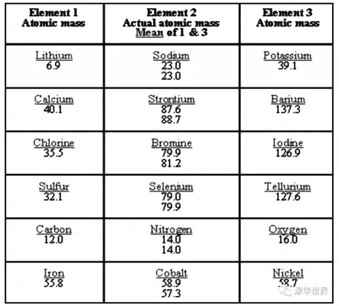 Element 1
Atomic mass
Element 2
Actual atomic mass
Mean of 1 & 3
Element 3
Atomic mass
Lithium
6.9
Sodium
23.0
23.0
Potassium
39.1
Calcium
40.1
Strontium
87.6
88.7
Barium
137.3
Chlorine
35.5
Bromine
79.9
81.2
Iodine
126.9
Sulfur
32.1
Selenium
79.0
79.9
Tellurium
127.6
Carbon
12.0
Nitrogen
14.0
14.0
Oxygen
16.0
Iron
55.8
Cobalt
58.9
57.3
Nickel
58.7